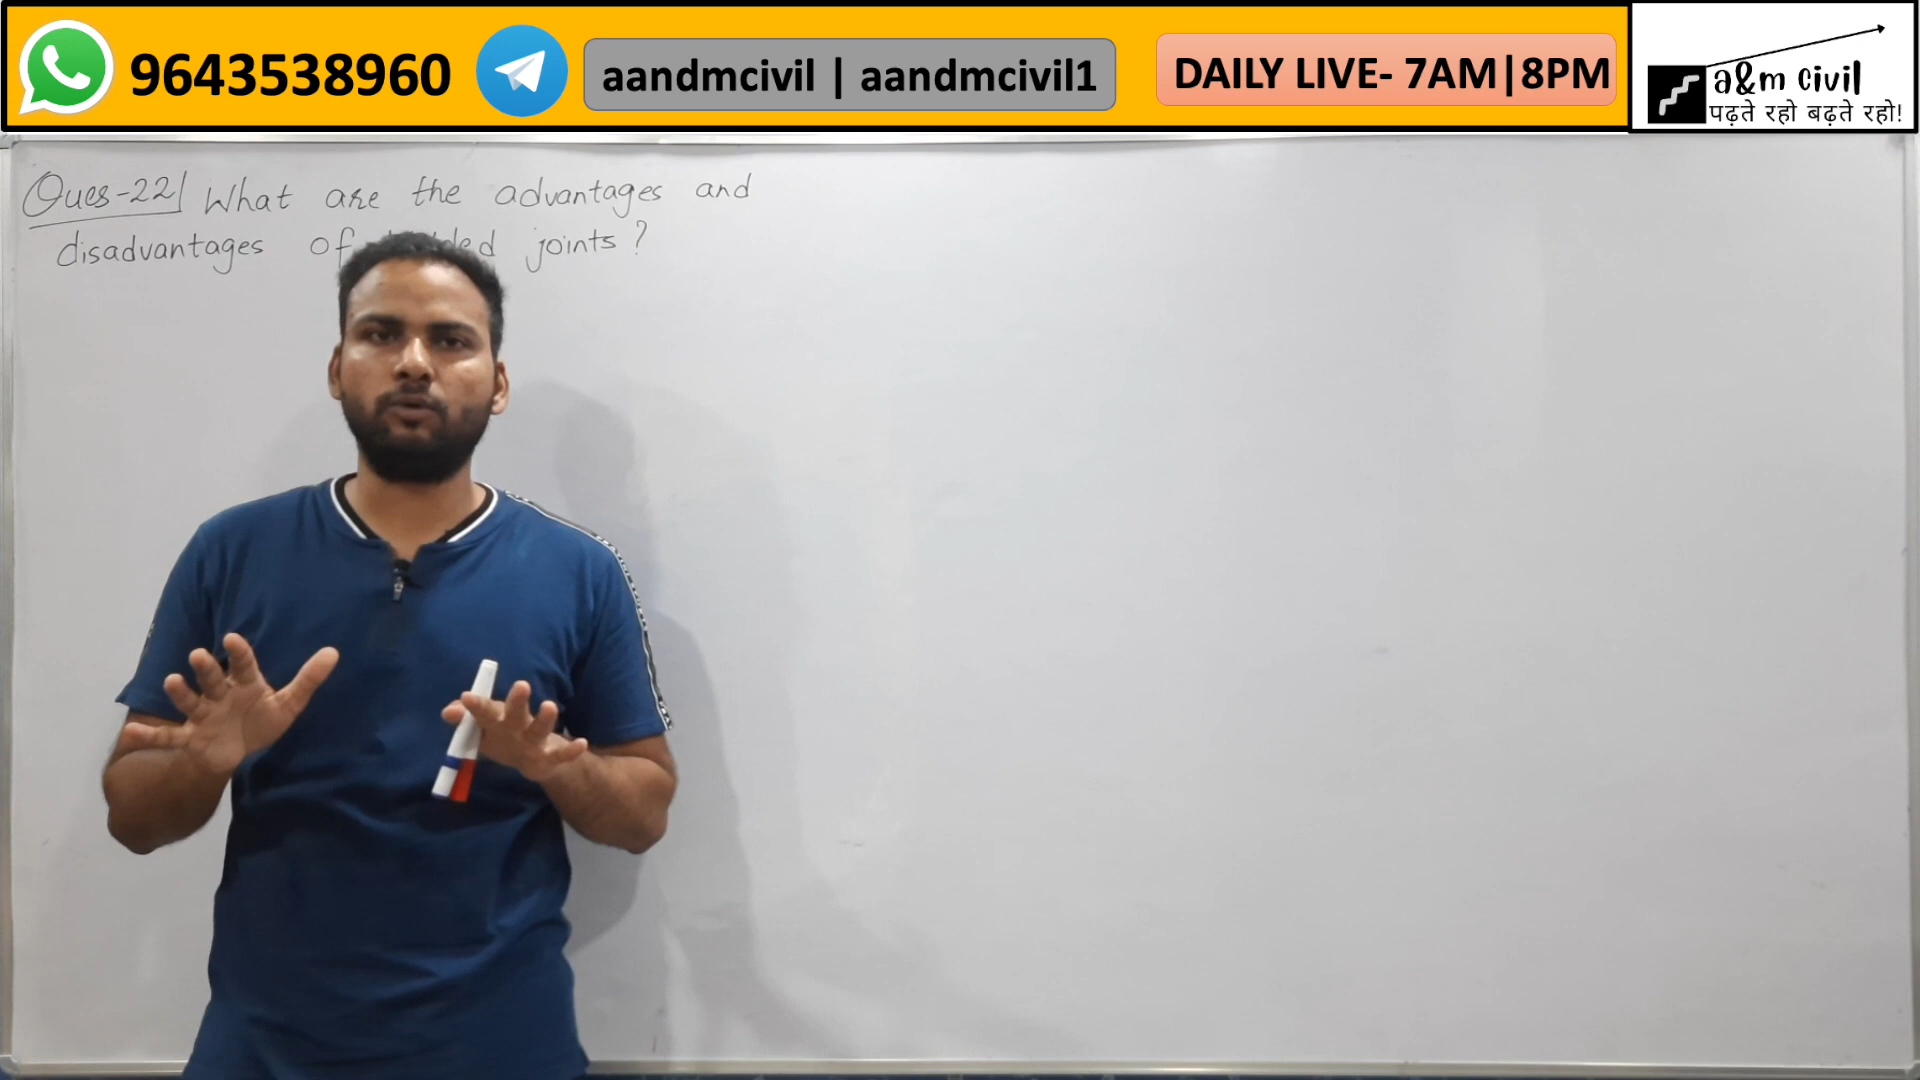 9643538960
aandmcivil | aandmcivil1
DAILY LIVE- 7AM|8PM
a&m civil
पढ़ते रहो बढ़ते रहो!
Ques-22| What are the advantages and
disadvantages of joints?